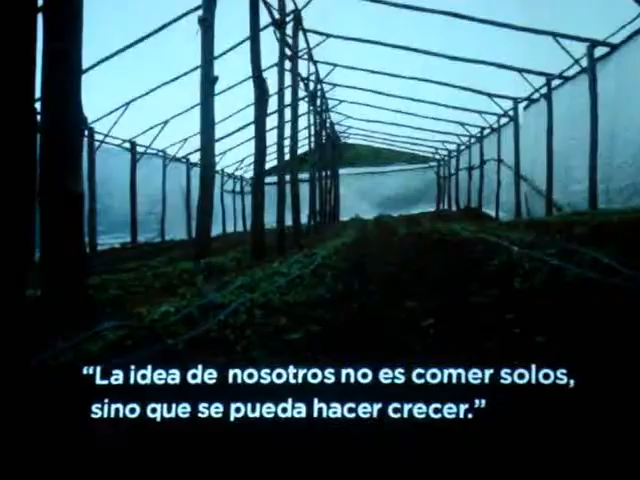 “La idea de nosotros no es comer solos,
sino que se pueda hacer crecer.”